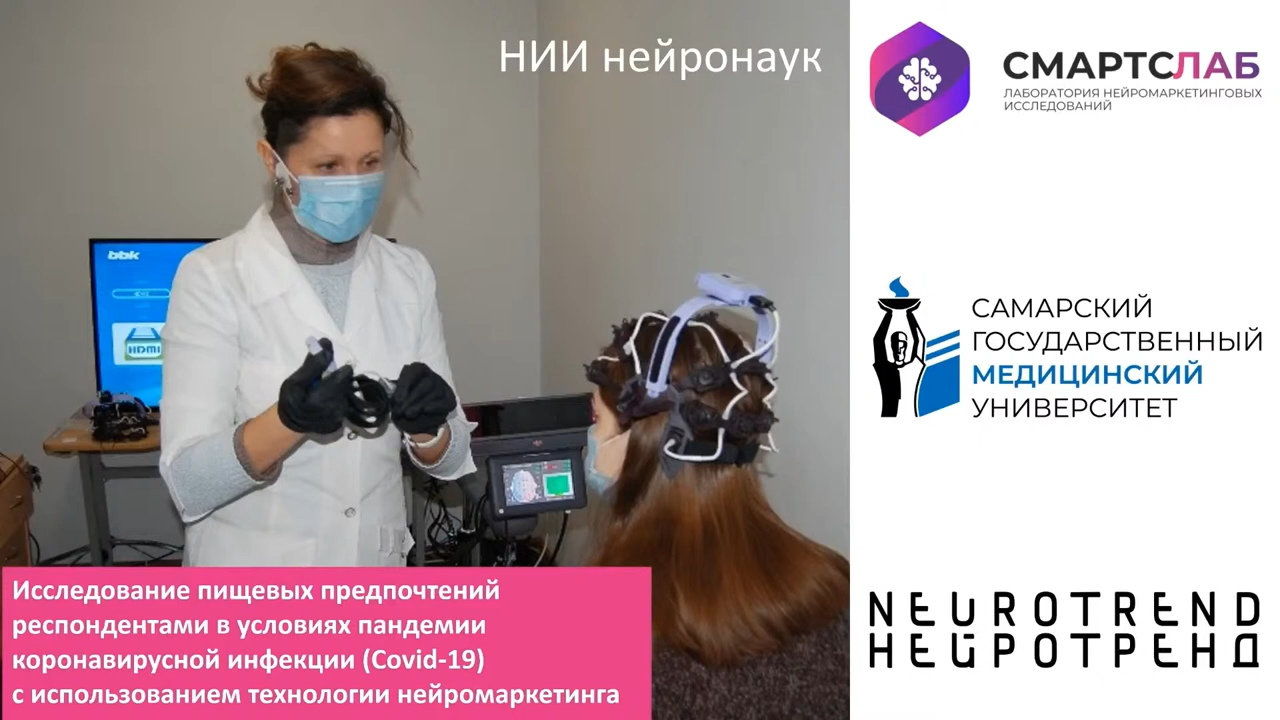 НИИ нейронаук
СМАРТСЛАБ
ЛАБОРАТОРИЯ НЕЙРОМАРКЕТИНГОВЫХ
ИССЛЕДОВАНИЙ
bbk
HDMI
САМАРСКИЙ
ГОСУДАРСТВЕННЫЙ
МЕДИЦИНСКИЙ
УНИВЕРСИТЕТ
Исследование пищевых предпочтений
респондентами в условиях пандемии
коронавирусной инфекции (Covid-19)
с использованием технологии нейромаркетинга
NEUROTREND
НЕЙРОТРЕНД